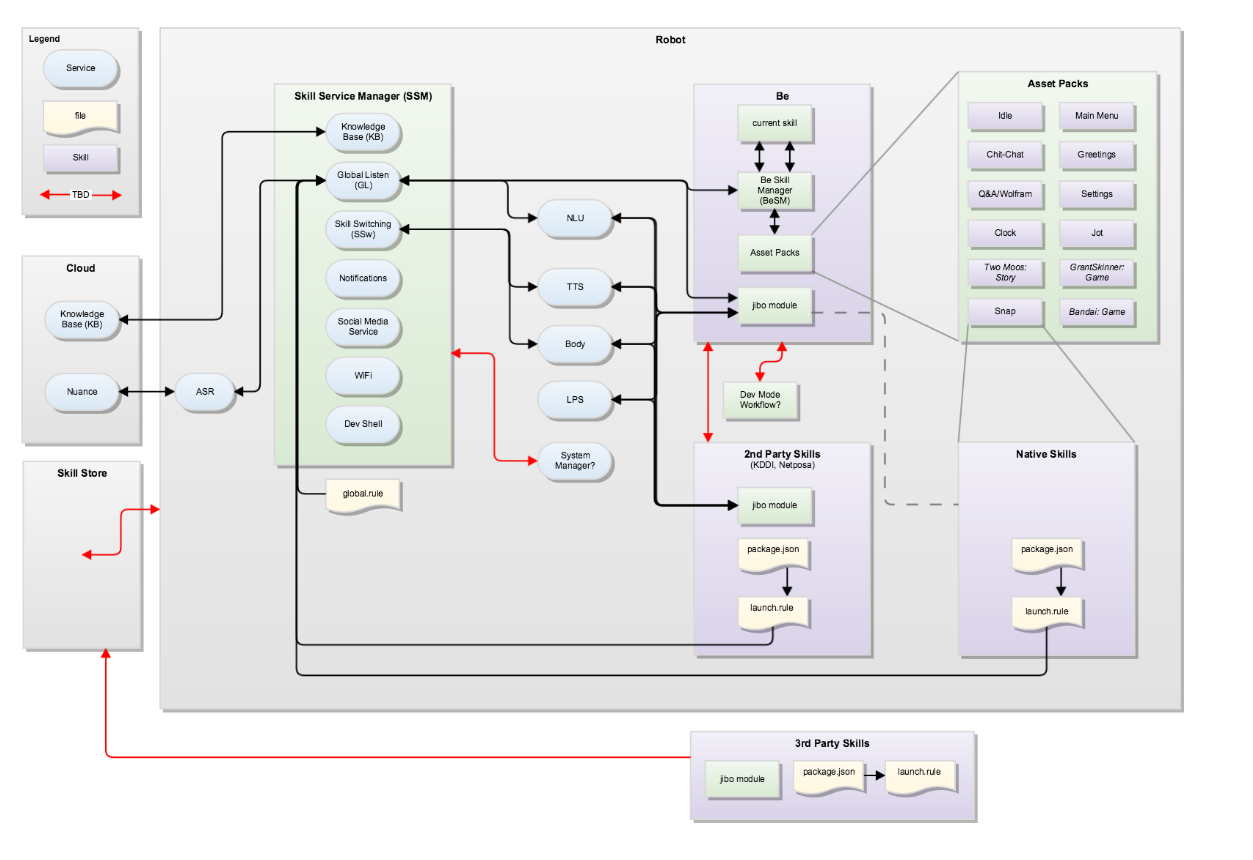 Legend
Service
file
Skill
TBD
Cloud
Knowledge
Base (KB)
Nuance
Skill Store
Robot
ASR
Skill Service Manager (SSM)
Knowledge
Base (KB)
Global Listen
(GL)
Skill Switching
(SSw)
Notifications
Social Media
Service
WiFi
Dev Shell
global.rule
NLU
TTS
Body
LPS
System
Manager?
Be
current skill
Be Skill
Manager
(BeSM)
Asset Packs
jibo module
Dev Mode
Workflow?
2nd Party Skills
(KDDI, Netposa)
jibo module
package.json
launch.rule
Asset Packs
Idle
Main Menu
Chit-Chat
Greetings
Q&A/Wolfram
Settings
Clock
Jot
Two Moos:
Story
GrantSkinner:
Game
Snap
Bandai: Game
Native Skills
package.json
launch.rule
3rd Party Skills
jibo module
package.json
launch.rule